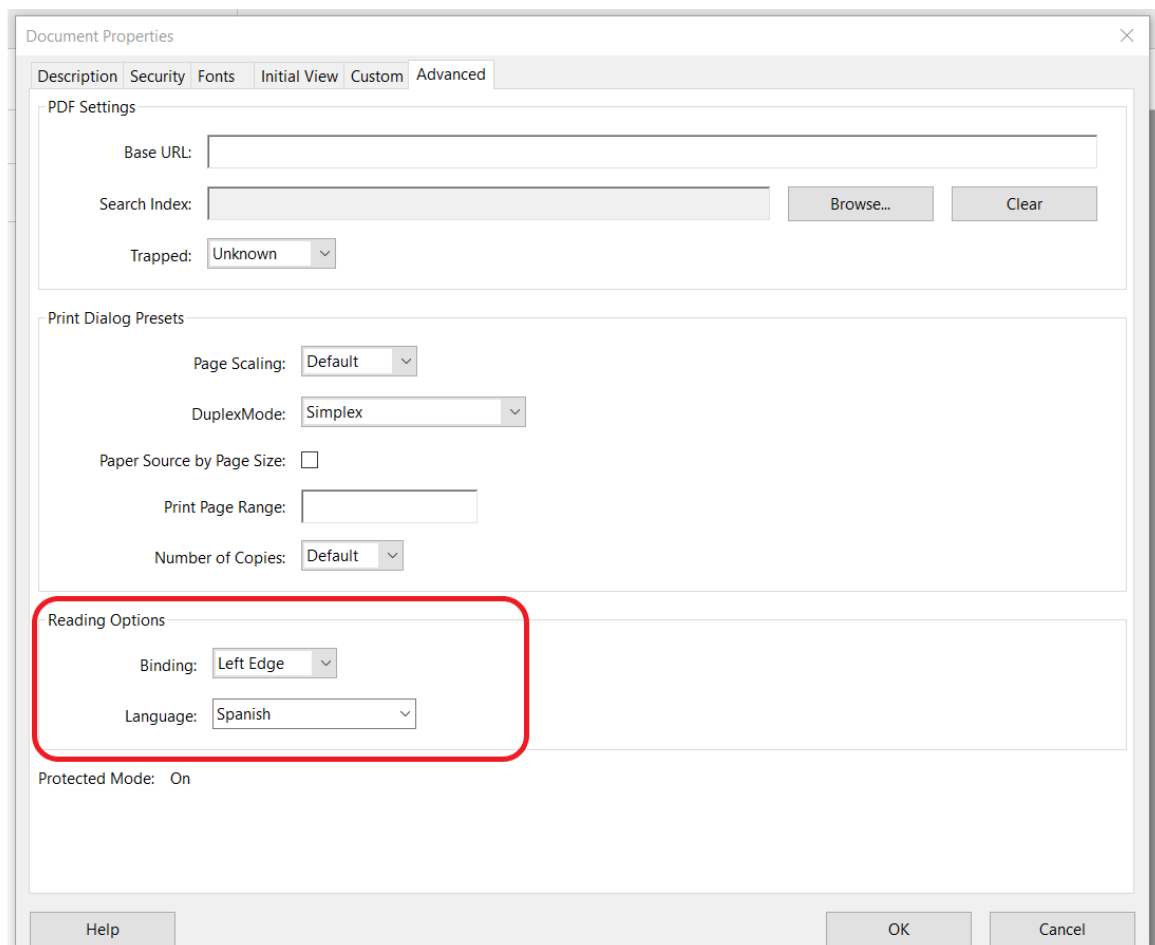 Document Properties
Description Security Fonts Initial View Custom Advanced
PDF Settings
Base URL:
Search Index: Browse... Clear
Trapped: Unknown
Print Dialog Presets
Page Scaling: Default
DuplexMode: Simplex
Paper Source by Page Size:
Print Page Range:
Number of Copies: Default
Reading Options
Binding: Left Edge
Language: Spanish
Protected Mode: On
Help OK Cancel